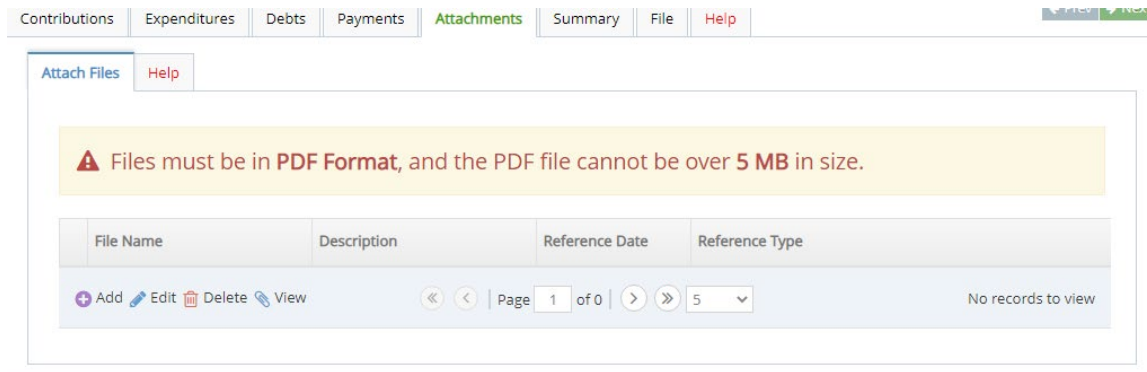 Contributions Expenditures Debts Payments Attachments Summary File Help
Attach Files Help
Files must be in PDF Format, and the PDF file cannot be over 5 MB in size.
File Name Description Reference Date Reference Type
Add Edit Delete View Page 1 of 0 5 No records to view